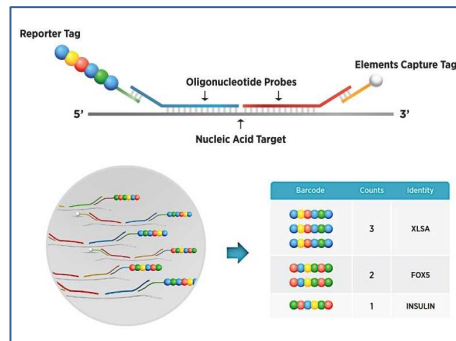 Reporter Tag
Elements Capture Tag
Oligonucleotide Probes
5' 3'
Nucleic Acid Target
Barcode Counts Identity
3 XLSA
2 FOX5
1 INSULIN